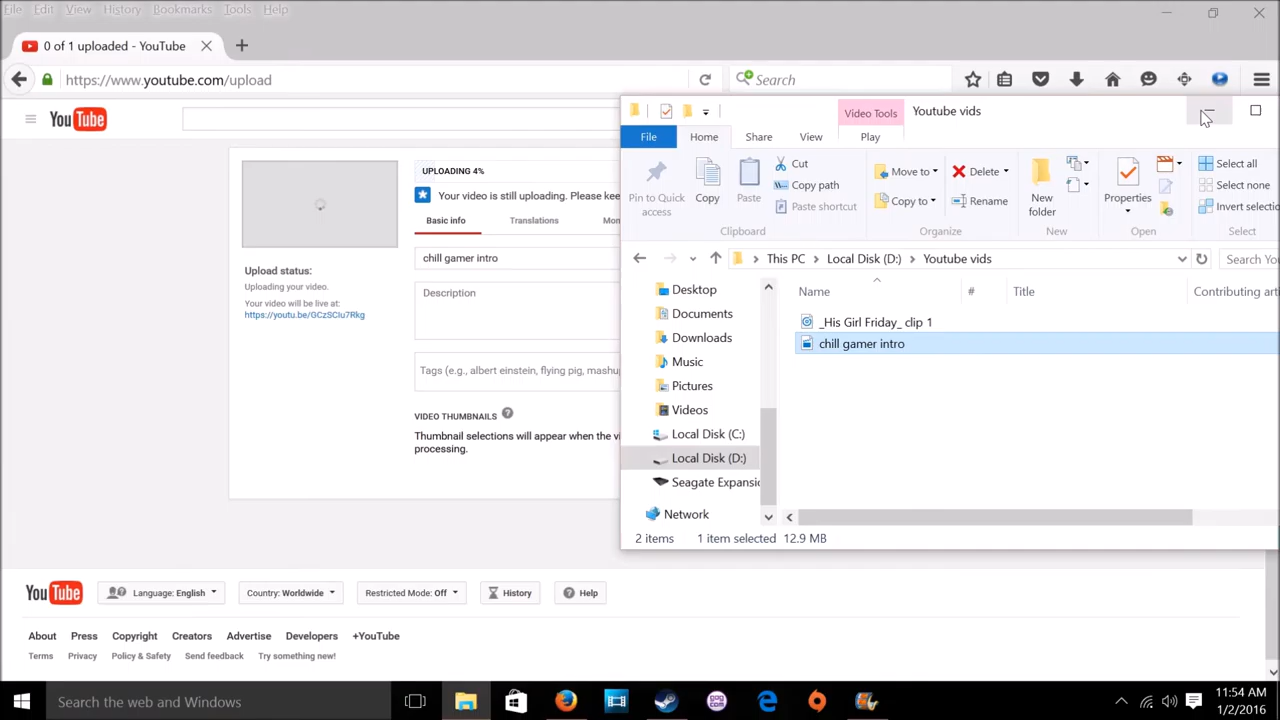 File Edit View History Bookmarks Tools Help
0 of 1 uploaded - YouTube
https://www.youtube.com/upload
Search
YouTube
UPLOADING 4%
Your video is still uploading. Please kee
Basic info Translations Mon
Upload status:
Uploading your video.
Your video will be live at:
https://youtu.be/GCzSCIu7Rkg
chill gamer intro
Description
Tags (e.g., albert einstein, flying pig, mashup
VIDEO THUMBNAILS ?
Thumbnail selections will appear when the vi
processing.
Video Tools Youtube vids
File Home Share View Play
Pin to Quick
access
Copy
Paste
Cut
Copy path
Paste shortcut
Clipboard
Move to
Copy to
Delete
Rename
Organize
New
folder
New
Properties
Open
Select all
Select none
Invert selectio
Select
This PC Local Disk (D:) Youtube vids
Search You
Name # Title Contributing arti
_His Girl Friday_ clip 1
chill gamer intro
Desktop
Documents
Downloads
Music
Pictures
Videos
Local Disk (C:)
Local Disk (D:)
Seagate Expansio
Network
2 items 1 item selected 12.9 MB
YouTube Language: English Country: Worldwide Restricted Mode: Off History Help
About Press Copyright Creators Advertise Developers +YouTube
Terms Privacy Policy & Safety Send feedback Try something new!
Search the web and Windows
GOG
COM
11:54 AM
1/2/2016